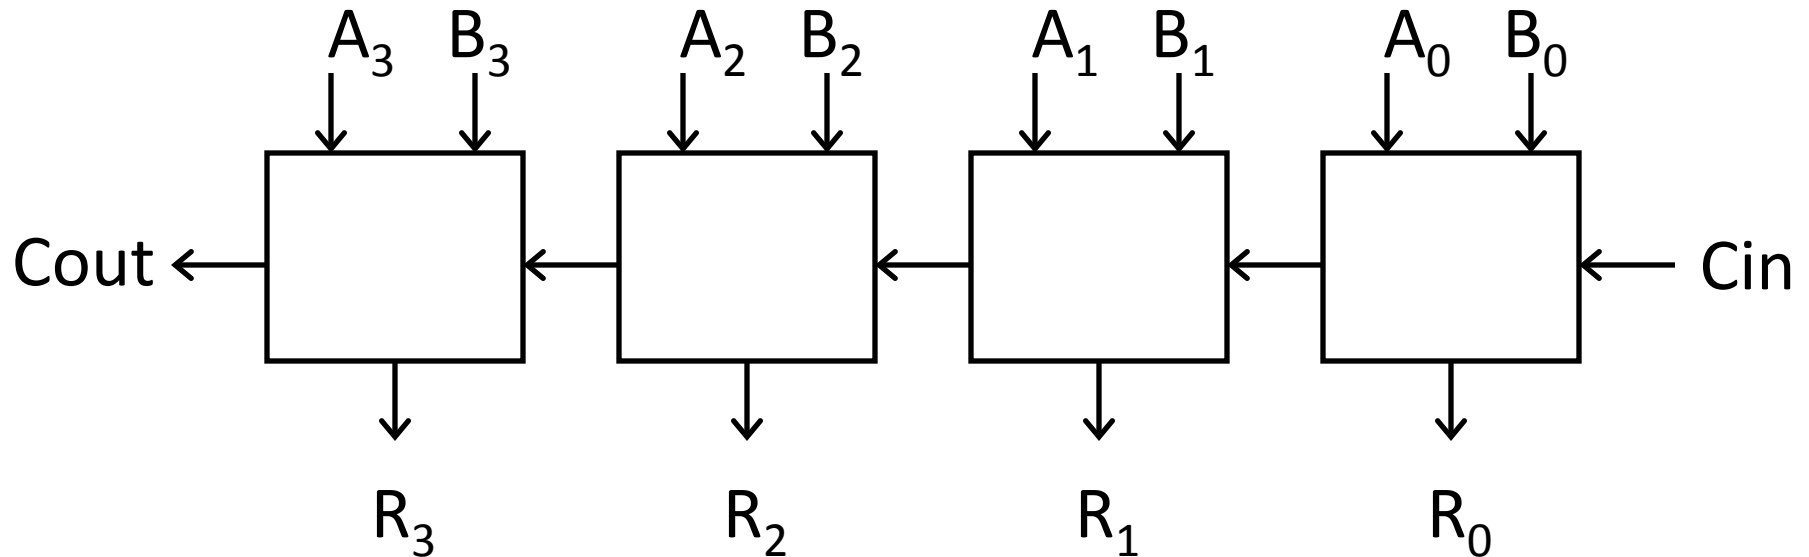 A₃ B₃ A₂ B₂ A₁ B₁ A₀ B₀
Cout Cin
R₃ R₂ R₁ R₀